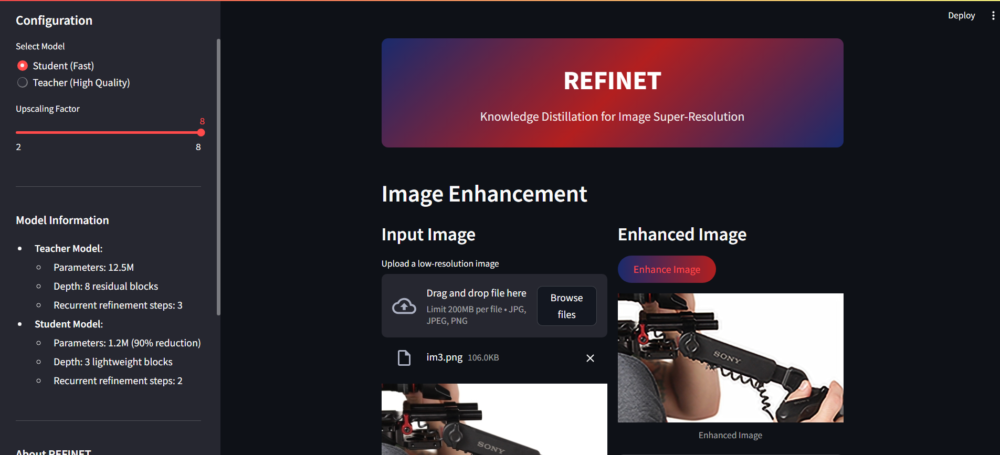 Configuration
Select Model
Student (Fast)
Teacher (High Quality)
Upscaling Factor
8
2
8
Model Information
Teacher Model:
Parameters: 12.5M
Depth: 8 residual blocks
Recurrent refinement steps: 3
Student Model:
Parameters: 1.2M (90% reduction)
Depth: 3 lightweight blocks
Recurrent refinement steps: 2
About REFINET
Deploy
REFINET
Knowledge Distillation for Image Super-Resolution
Image Enhancement
Input Image
Upload a low-resolution image
Drag and drop file here
Limit 200MB per file • JPG,
JPEG, PNG
Browse
files
im3.png 106.0KB
SONY
Enhanced Image
Enhance Image
SONY
Enhanced Image